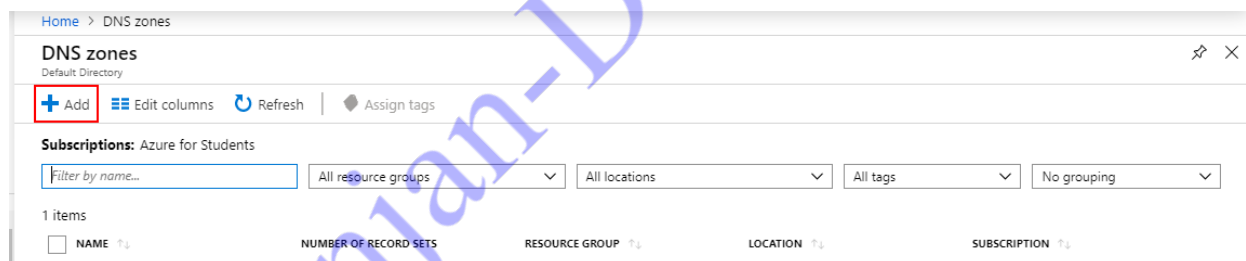 Home > DNS zones
DNS zones
Default Directory
Add Edit columns Refresh Assign tags
Subscriptions: Azure for Students
Filter by name... All resource groups All locations All tags No grouping
1 items
NAME ↑↓ NUMBER OF RECORD SETS RESOURCE GROUP ↑↓ LOCATION ↑↓ SUBSCRIPTION ↑↓
njan-D